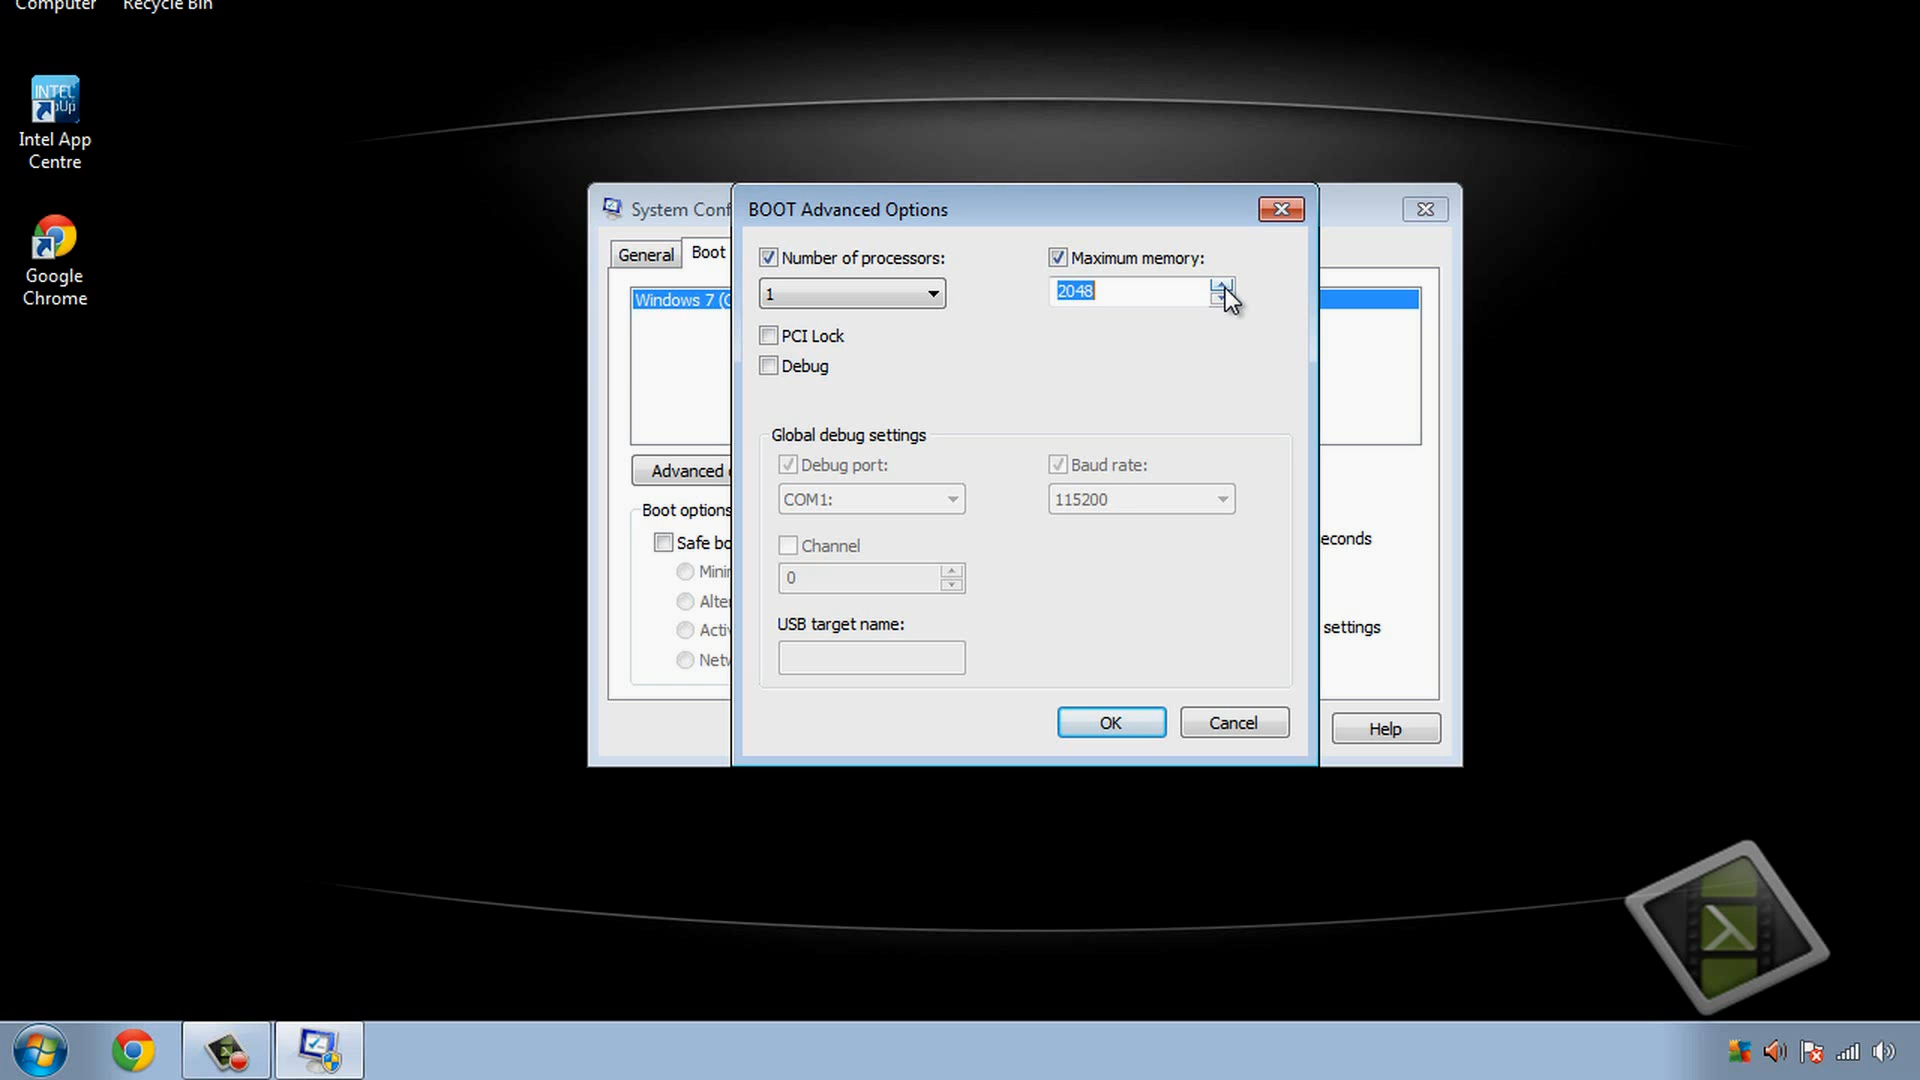 Computer
Recycle Bin
INTEL
Intel App
Centre
Google
Chrome
System Conf
General
Boot
Windows 7 (
Advanced
Boot options
Safe bo
Mini
Alte
Acti
Netw
econds
settings
Help
BOOT Advanced Options
Number of processors:
Maximum memory:
1
2048
PCI Lock
Debug
Global debug settings
Debug port:
Baud rate:
COM1:
115200
Channel
0
USB target name:
OK
Cancel